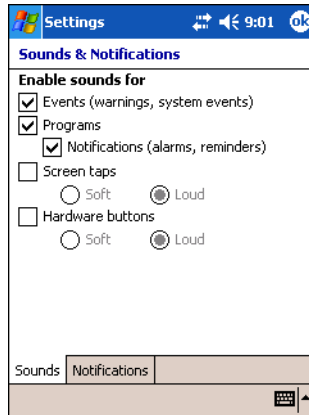 Settings 9:01 ok
Sounds & Notifications
Enable sounds for
Events (warnings, system events)
Programs
Notifications (alarms, reminders)
Screen taps
Soft Loud
Hardware buttons
Soft Loud
Sounds Notifications